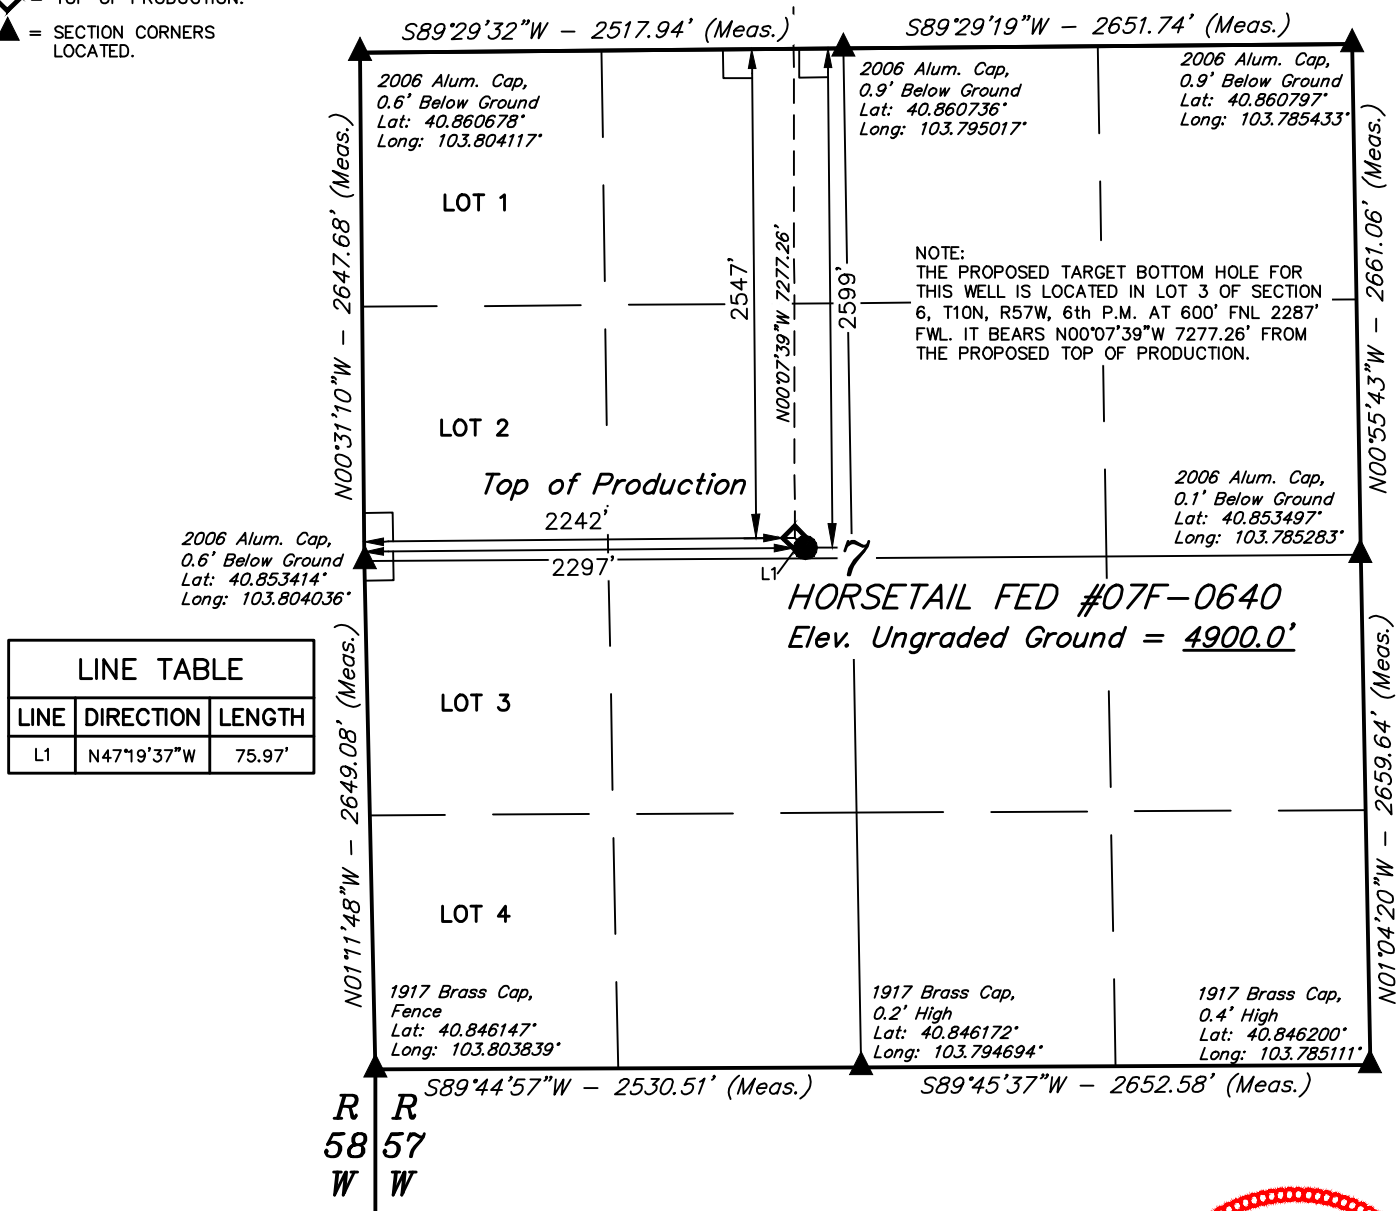 = TOP OF PRODUCTION.
= SECTION CORNERS
LOCATED.
S89°29'32"W - 2517.94' (Meas.)
S89°29'19"W - 2651.74' (Meas.)
2006 Alum. Cap,
0.6' Below Ground
Lat: 40.860678°
Long: 103.804117°
2006 Alum. Cap,
0.9' Below Ground
Lat: 40.860736°
Long: 103.795017°
2006 Alum. Cap,
0.9' Below Ground
Lat: 40.860797°
Long: 103.785433°
N00°31'10"W - 2647.68' (Meas.)
LOT 1
2547'
N00°07'39"W 7277.26'
2599'
NOTE:
THE PROPOSED TARGET BOTTOM HOLE FOR
THIS WELL IS LOCATED IN LOT 3 OF SECTION
6, T10N, R57W, 6th P.M. AT 600' FNL 2287'
FWL. IT BEARS N00°07'39"W 7277.26' FROM
THE PROPOSED TOP OF PRODUCTION.
N00°55'43"W - 2661.06' (Meas.)
LOT 2
Top of Production
2242'
2297'
L1
7
2006 Alum. Cap,
0.6' Below Ground
Lat: 40.853414°
Long: 103.804036°
2006 Alum. Cap,
0.1' Below Ground
Lat: 40.853497°
Long: 103.785283°
HORSETAIL FED #07F-0640
Elev. Ungraded Ground = 4900.0'
LINE TABLE
LINE DIRECTION LENGTH
L1 N47°19'37"W 75.97'
N01°11'48"W - 2649.08' (Meas.)
LOT 3
N01°04'20"W - 2659.64' (Meas.)
LOT 4
1917 Brass Cap,
Fence
Lat: 40.846147°
Long: 103.803839°
1917 Brass Cap,
0.2' High
Lat: 40.846172°
Long: 103.794694°
1917 Brass Cap,
0.4' High
Lat: 40.846200°
Long: 103.785111°
S89°44'57"W - 2530.51' (Meas.)
S89°45'37"W - 2652.58' (Meas.)
R R
58 57
W W